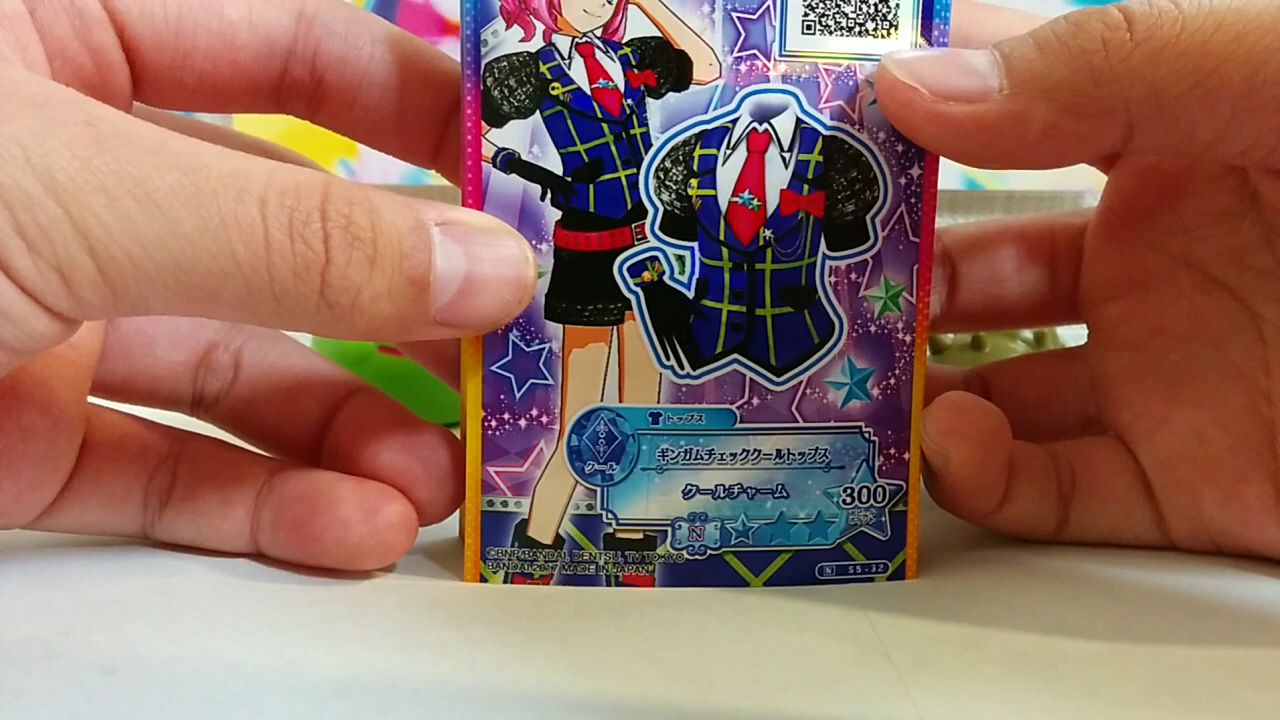 トップス
クール
ギンガムチェッククールトップス
クールチャーム
300
N
©BNP/BANDAI, DENTSU, TV TOKYO
BANDAI 2017 MADE IN JAPAN
N S5-32